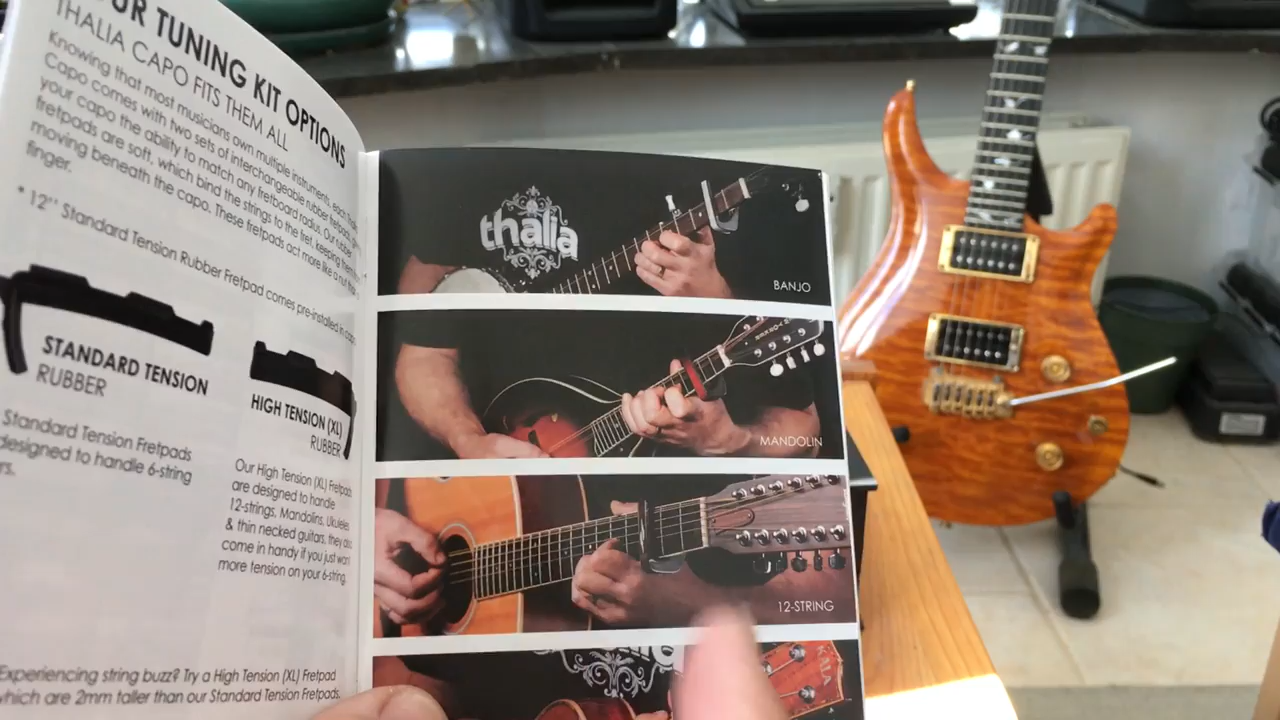 OUR TUNING KIT OPTIONS
THALIA CAPO FITS THEM ALL
Knowing that most musicians own multiple instruments, each Thalia
Capo comes with two sets of interchangeable rubber fretpads
your capo the ability to match any fretboard radius. Our rubber
fretpads are soft, which bind the strings to the fret, keeping them
moving beneath the capo. These fretpads act more like a nut than
finger.
* 12" Standard Tension Rubber Fretpad comes pre-installed in
STANDARD TENSION
RUBBER
Standard Tension Fretpads
designed to handle 6-string
HIGH TENSION (XL)
RUBBER
Our High Tension (XL) Fretpads
are designed to handle
12-strings, Mandolins, Ukuleles
& thin necked guitars, they also
come in handy if you just want
more tension on your 6-string.
Experiencing string buzz? Try a High Tension (XL) Fretpad
which are 2mm taller than our Standard Tension Fretpads.
thalia
BANJO
MANDOLIN
12-STRING
KALA